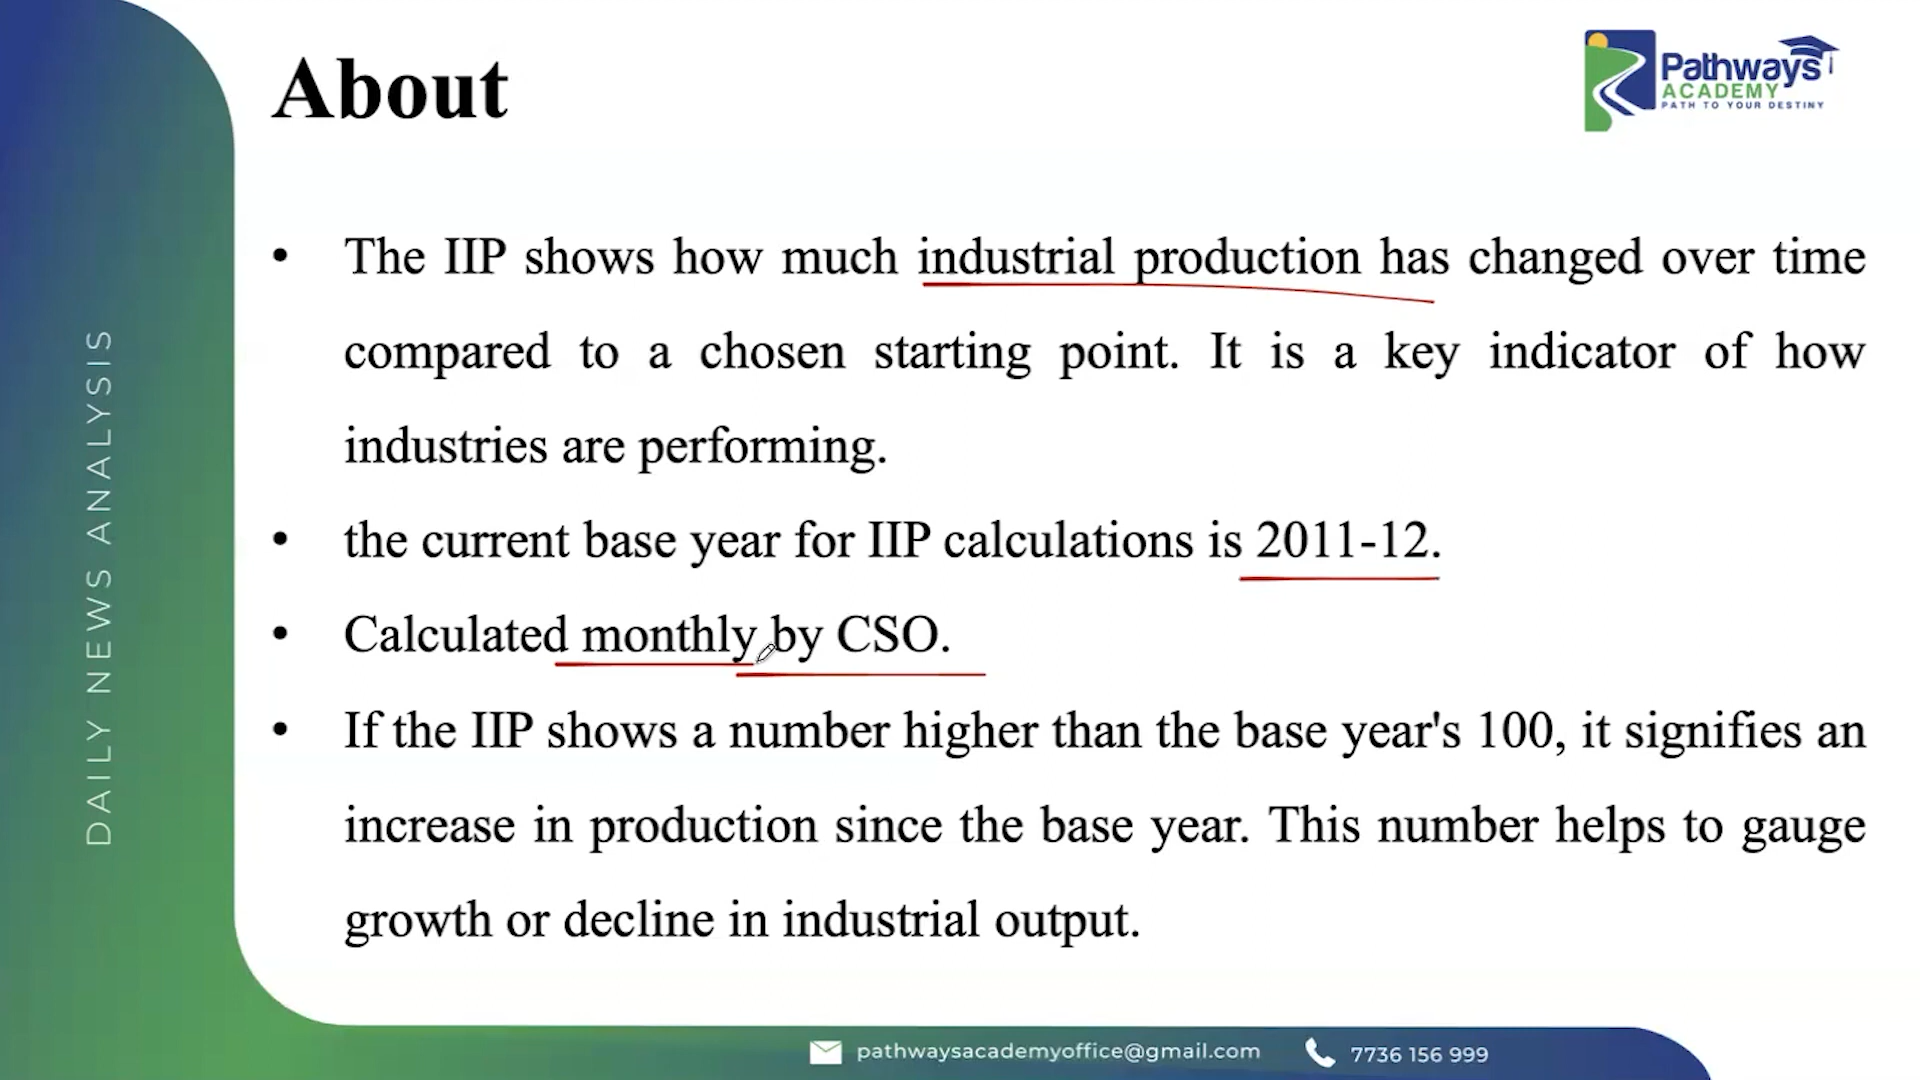 About
Pathways
ACADEMY
PATH TO YOUR DESTINY
DAILY NEWS ANALYSIS
• The IIP shows how much industrial production has changed over time
compared to a chosen starting point. It is a key indicator of how
industries are performing.
• the current base year for IIP calculations is 2011-12.
• Calculated monthly by CSO.
• If the IIP shows a number higher than the base year's 100, it signifies an
increase in production since the base year. This number helps to gauge
growth or decline in industrial output.
pathwaysacademyoffice@gmail.com
7736 156 999